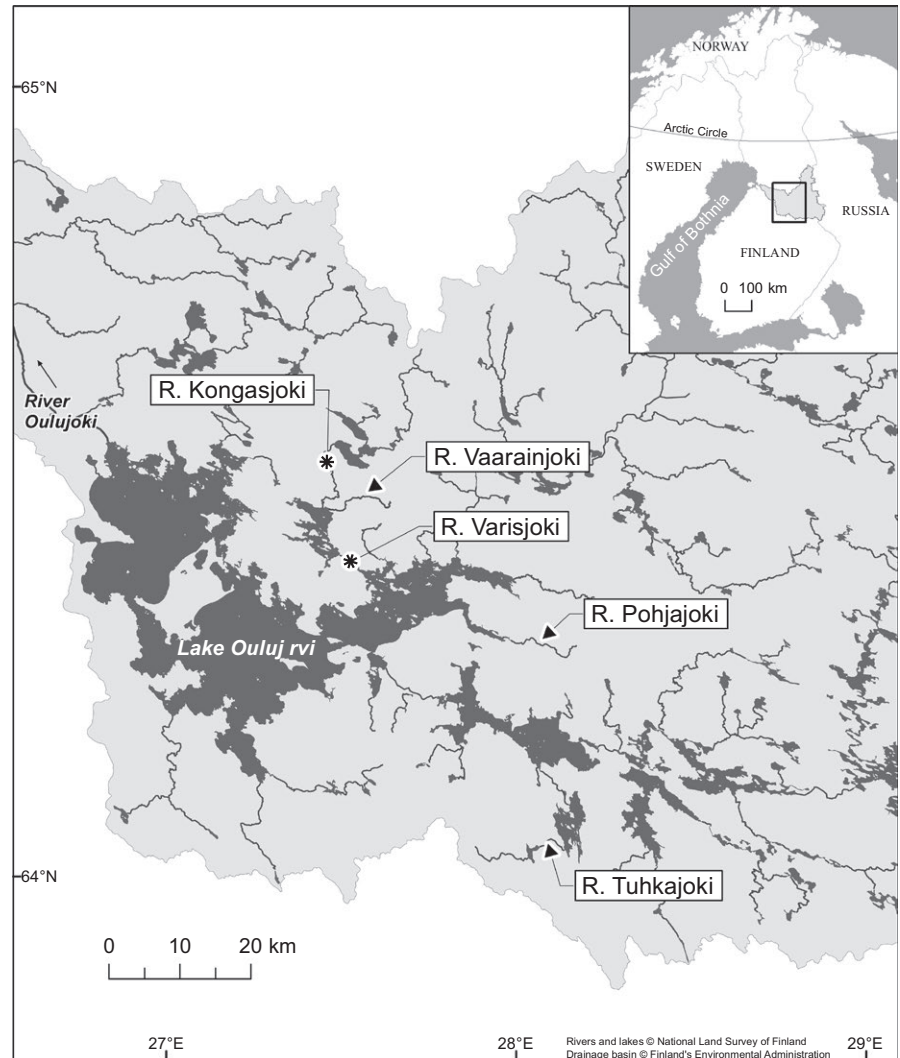 NORWAY
65°N
Arctic Circle
SWEDEN
RUSSIA
Gulf of Bothnia
FINLAND
0 100 km
R. Kongasjoki
River
Oulujoki
R. Vaarainjoki
R. Varisjoki
R. Pohjajoki
Lake Ouluj rvi
64°N
R. Tuhkajoki
0 10 20 km
27°E
28°E
Rivers and lakes © National Land Survey of Finland
Drainage basin © Finland's Environmental Administration
29°E